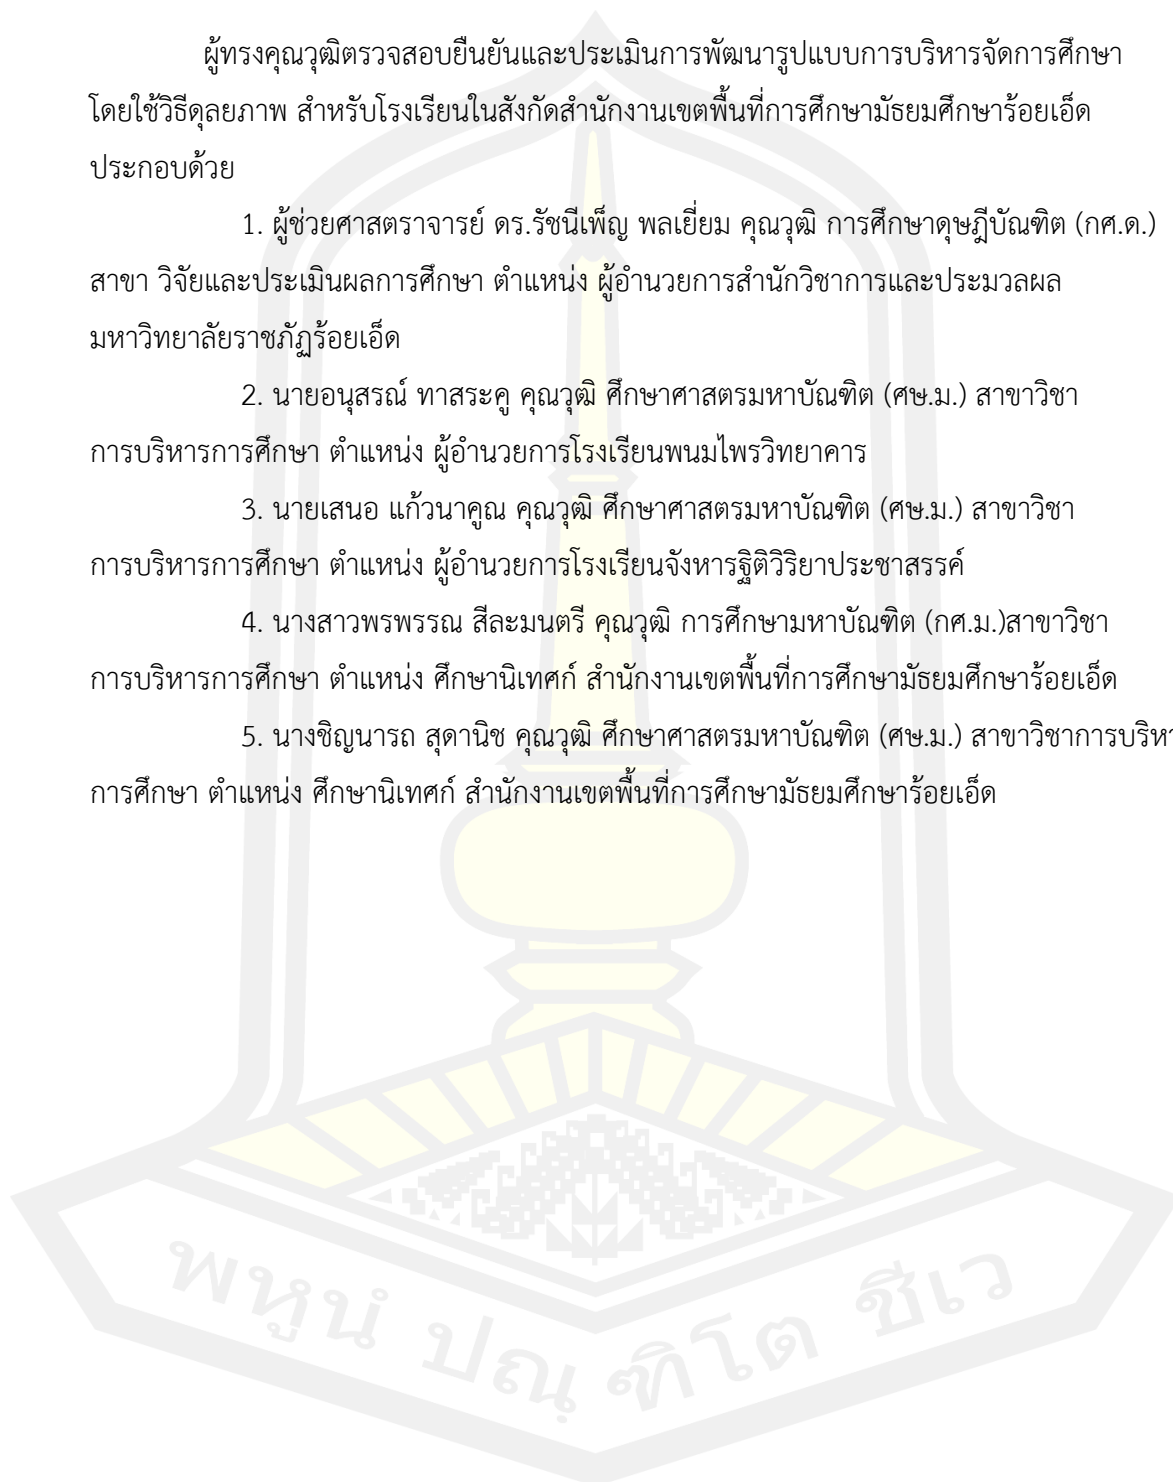 ผู้ทรงคุณวุฒิตรวจสอบยืนยันและประเมินการพัฒนารูปแบบการบริหารจัดการศึกษา
โดยใช้วิธีดุลยภาพ สำหรับโรงเรียนในสังกัดสำนักงานเขตพื้นที่การศึกษามัธยมศึกษาร้อยเอ็ด
ประกอบด้วย
1. ผู้ช่วยศาสตราจารย์ ดร.รัชนีเพ็ญ พลเยี่ยม คุณวุฒิ การศึกษาดุษฎีบัณฑิต (กศ.ด.)
สาขา วิจัยและประเมินผลการศึกษา ตำแหน่ง ผู้อำนวยการสำนักวิชาการและประมวลผล
มหาวิทยาลัยราชภัฏร้อยเอ็ด
2. นายอนุสรณ์ ทาสระคู คุณวุฒิ ศึกษาศาสตรมหาบัณฑิต (ศษ.ม.) สาขาวิชา
การบริหารการศึกษา ตำแหน่ง ผู้อำนวยการโรงเรียนพนมไพรวิทยาคาร
3. นายเสนอ แก้วนาคูณ คุณวุฒิ ศึกษาศาสตรมหาบัณฑิต (ศษ.ม.) สาขาวิชา
การบริหารการศึกษา ตำแหน่ง ผู้อำนวยการโรงเรียนจังหารฐิติวิริยาประชาสรรค์
4. นางสาวพรพรรณ สีละมนตรี คุณวุฒิ การศึกษามหาบัณฑิต (กศ.ม.)สาขาวิชา
การบริหารการศึกษา ตำแหน่ง ศึกษานิเทศก์ สำนักงานเขตพื้นที่การศึกษามัธยมศึกษาร้อยเอ็ด
5. นางชิญนารถ สุดานิช คุณวุฒิ ศึกษาศาสตรมหาบัณฑิต (ศษ.ม.) สาขาวิชาการบริหา
การศึกษา ตำแหน่ง ศึกษานิเทศก์ สำนักงานเขตพื้นที่การศึกษามัธยมศึกษาร้อยเอ็ด
พหูนํ ปณฺ ฑิโต ชีเว